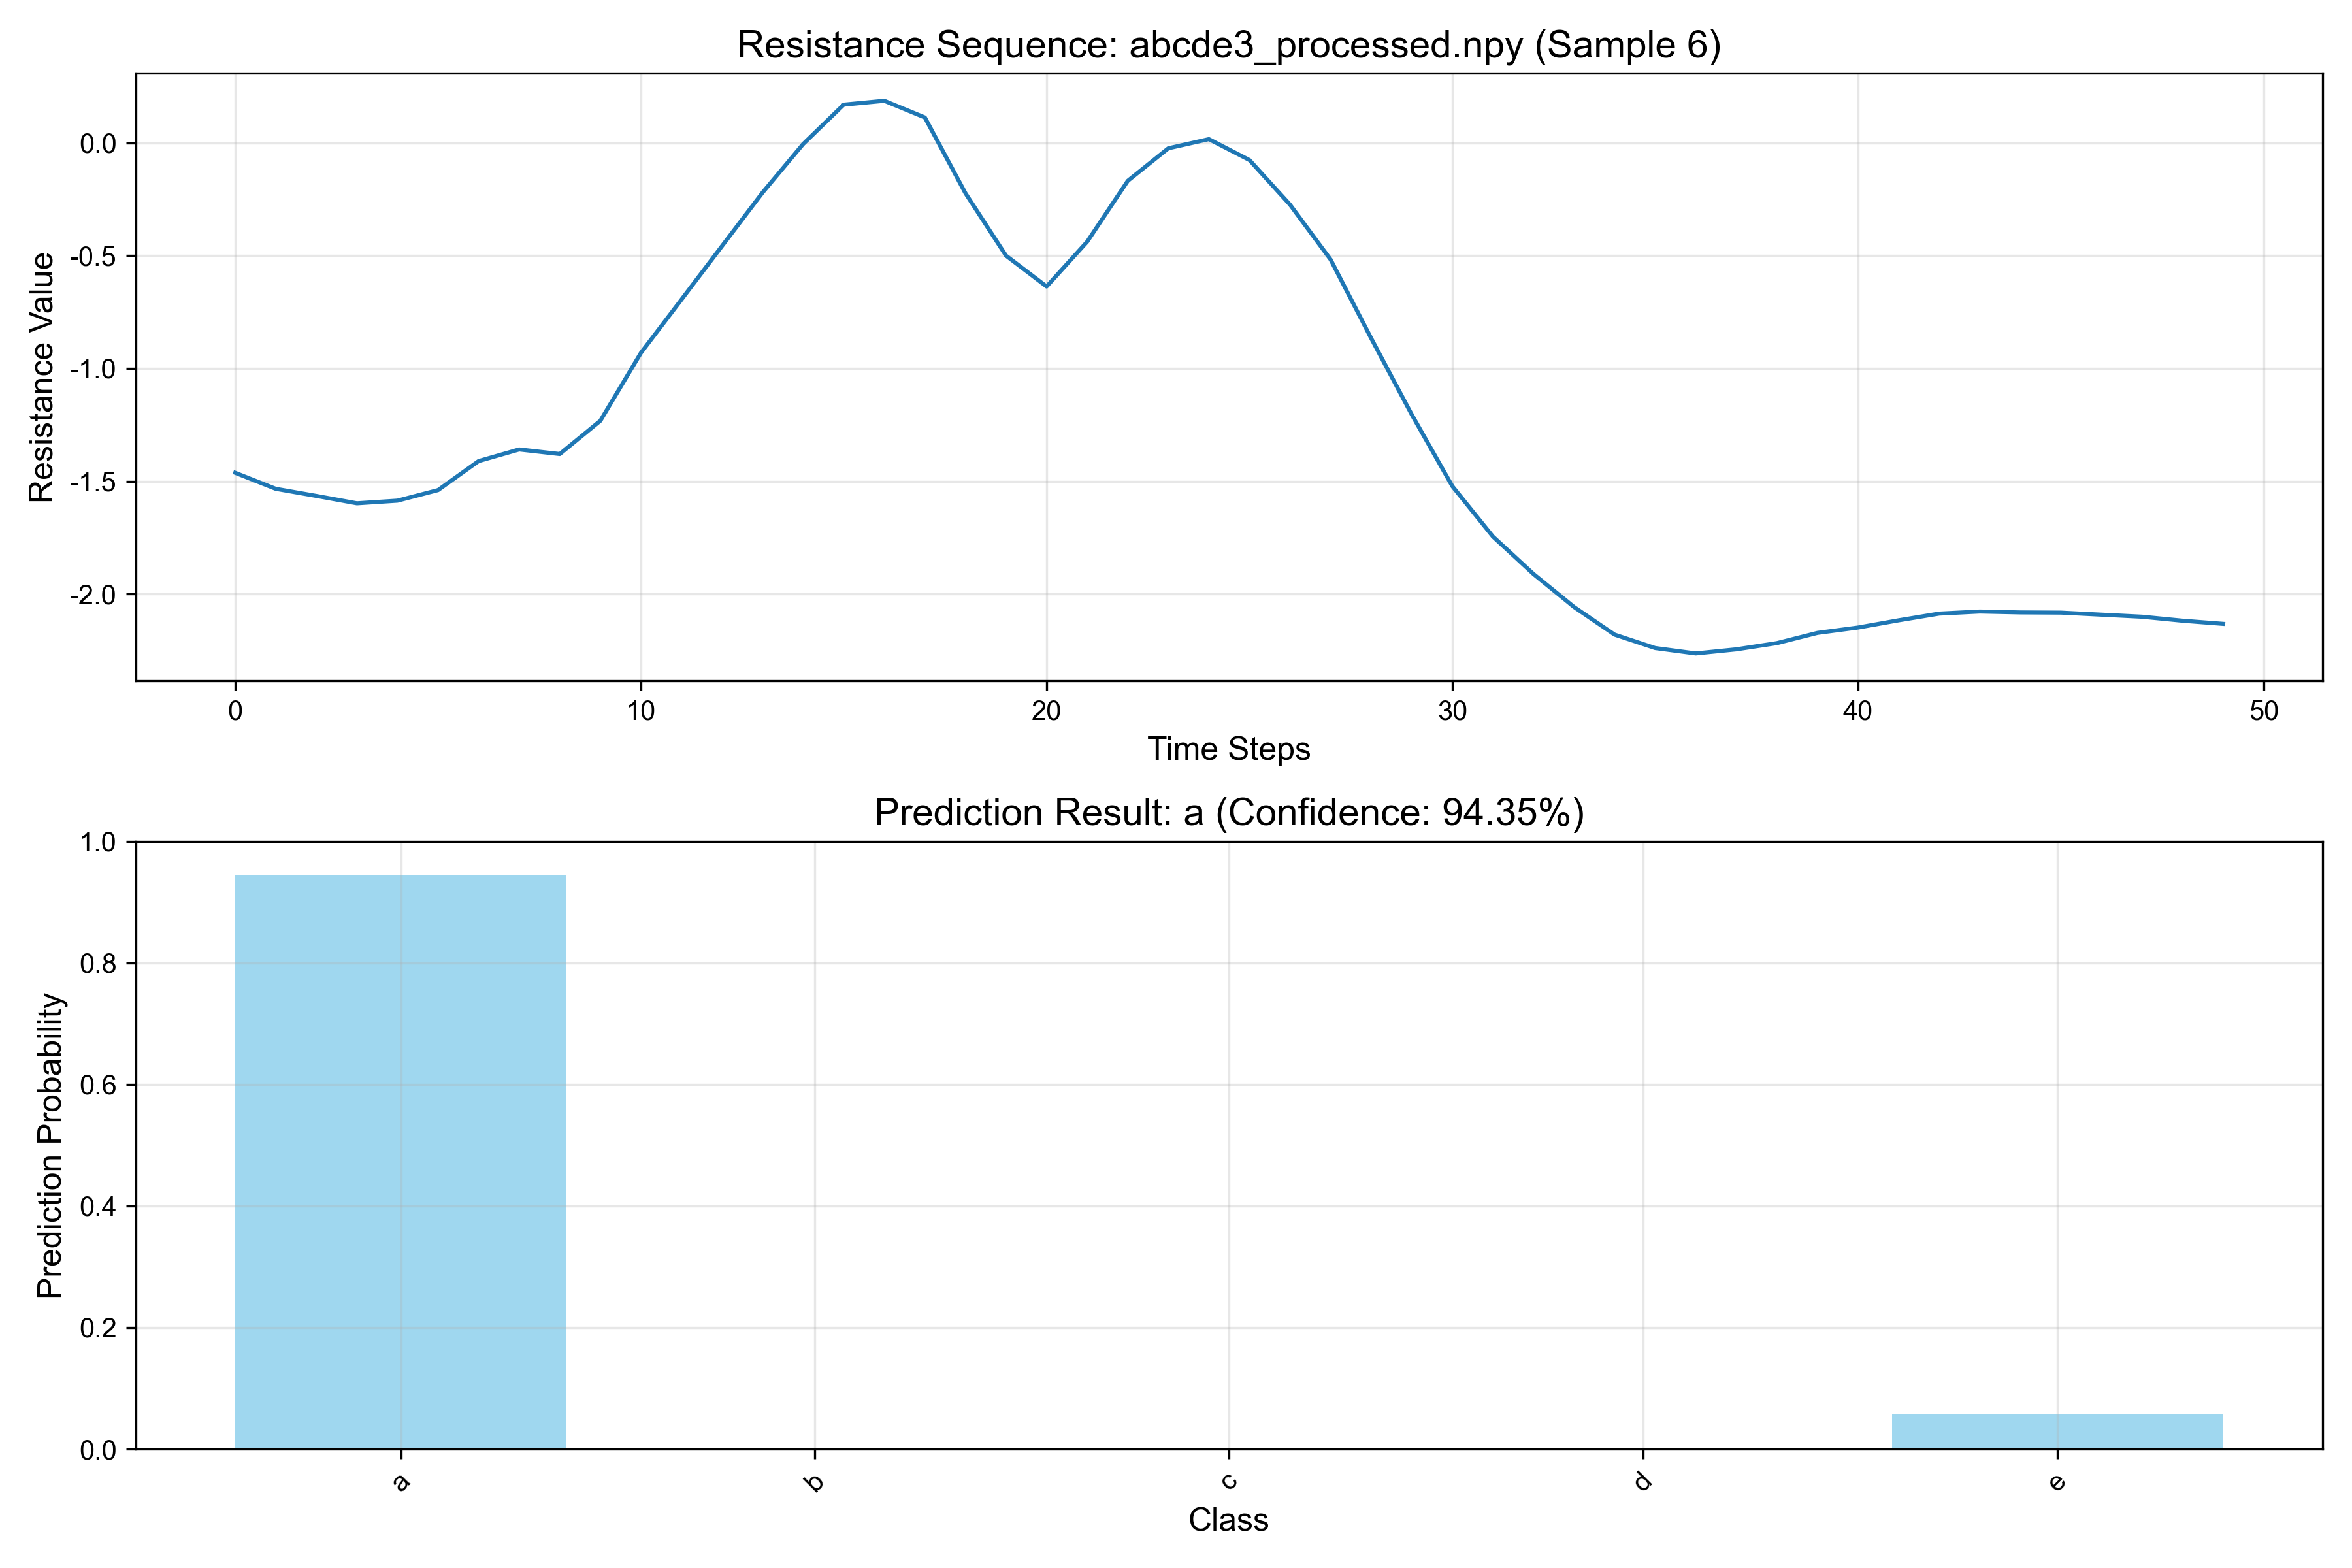 Resistance Sequence: abcde3_processed.npy (Sample 6)
Resistance Value
0.0
-0.5
-1.0
-1.5
-2.0
0 10 20 30 40 50
Time Steps
Prediction Result: a (Confidence: 94.35%)
Prediction Probability
1.0
0.8
0.6
0.4
0.2
0.0
a b c d e
Class